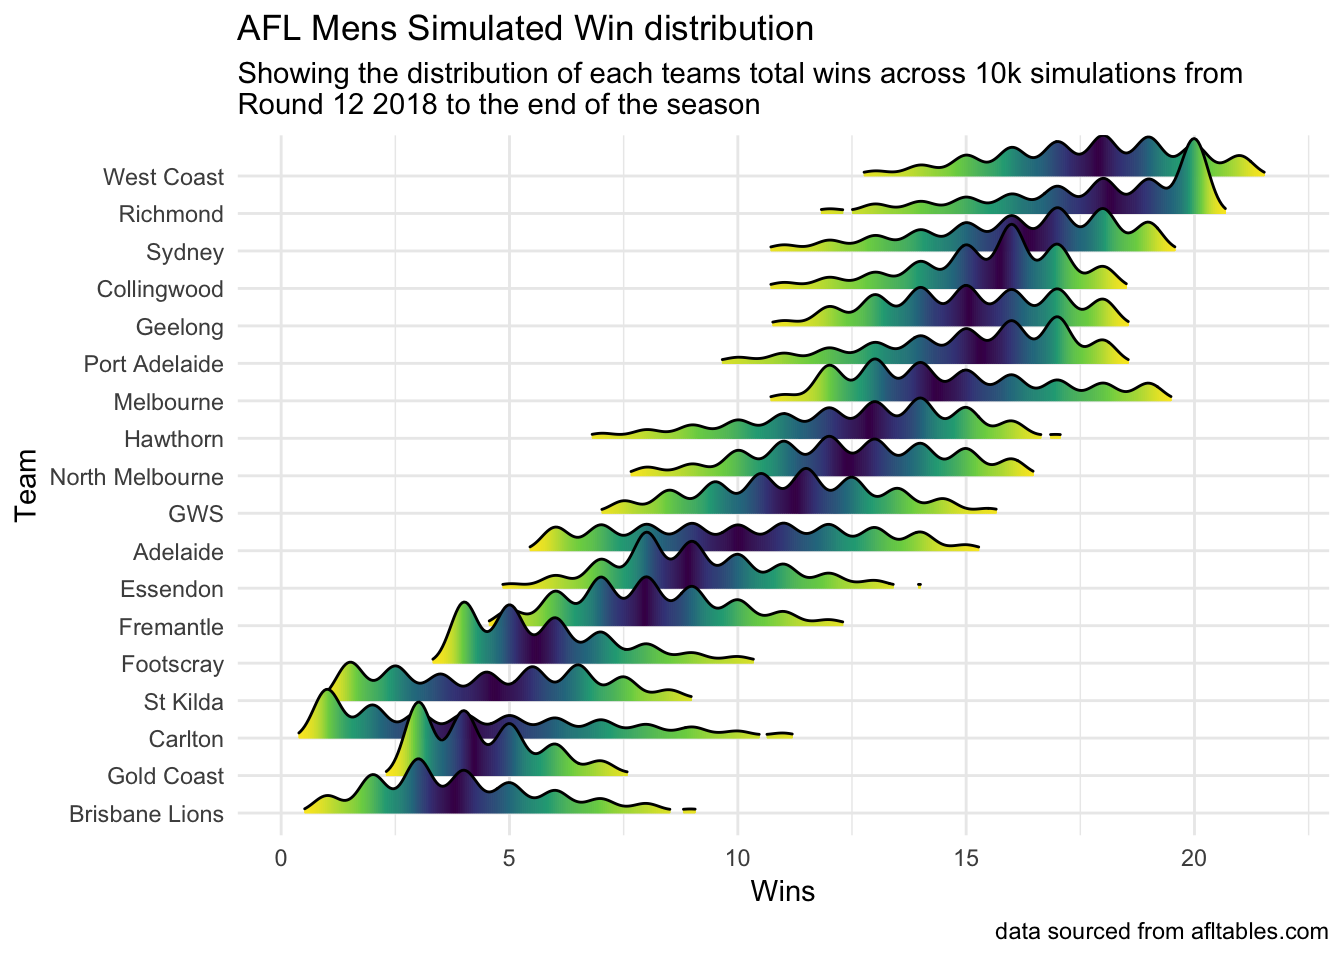 AFL Mens Simulated Win distribution
Showing the distribution of each teams total wins across 10k simulations from
Round 12 2018 to the end of the season
Team
West Coast
Richmond
Sydney
Collingwood
Geelong
Port Adelaide
Melbourne
Hawthorn
North Melbourne
GWS
Adelaide
Essendon
Fremantle
Footscray
St Kilda
Carlton
Gold Coast
Brisbane Lions
0 5 10 15 20
Wins
data sourced from afltables.com